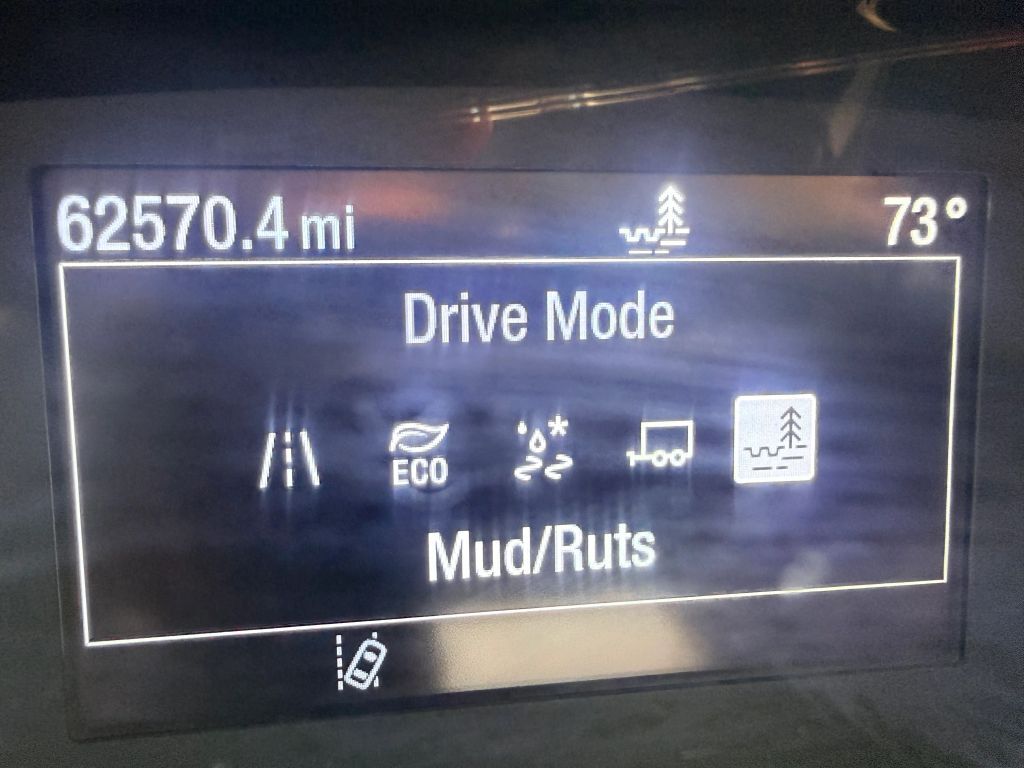 62570.4 mi 73°
Drive Mode
ECO
Mud/Ruts